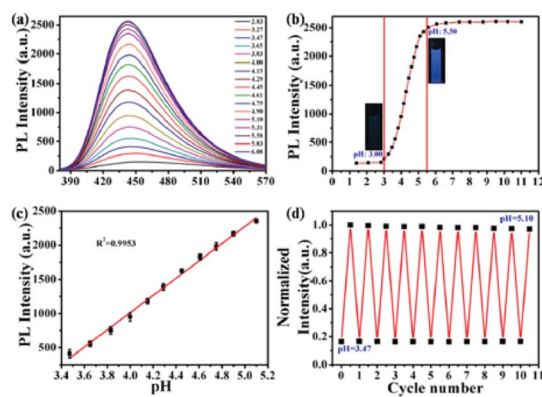 (a)
PL Intensity (a.u.)
2500
2000
1500
1000
500
0
390 420 450 480 510 540 570
2.83
3.27
3.47
3.65
3.83
4.00
4.15
4.29
4.45
4.61
4.75
4.90
5.10
5.31
5.50
5.83
6.08
(b)
PL Intensity (a.u.)
2500
2000
1500
1000
500
0
pH: 5.50
pH: 3.00
0 1 2 3 4 5 6 7 8 9 10 11 12
(c)
PL Intensity (a.u.)
2500
2000
1500
1000
500
R²=0.9953
3.4 3.6 3.8 4.0 4.2 4.4 4.6 4.8 5.0 5.2
pH
(d)
Normalized
Intensity(a.u.)
1.0
0.8
0.6
0.4
0.2
pH=5.10
pH=3.47
0 1 2 3 4 5 6 7 8 9 10 11
Cycle number